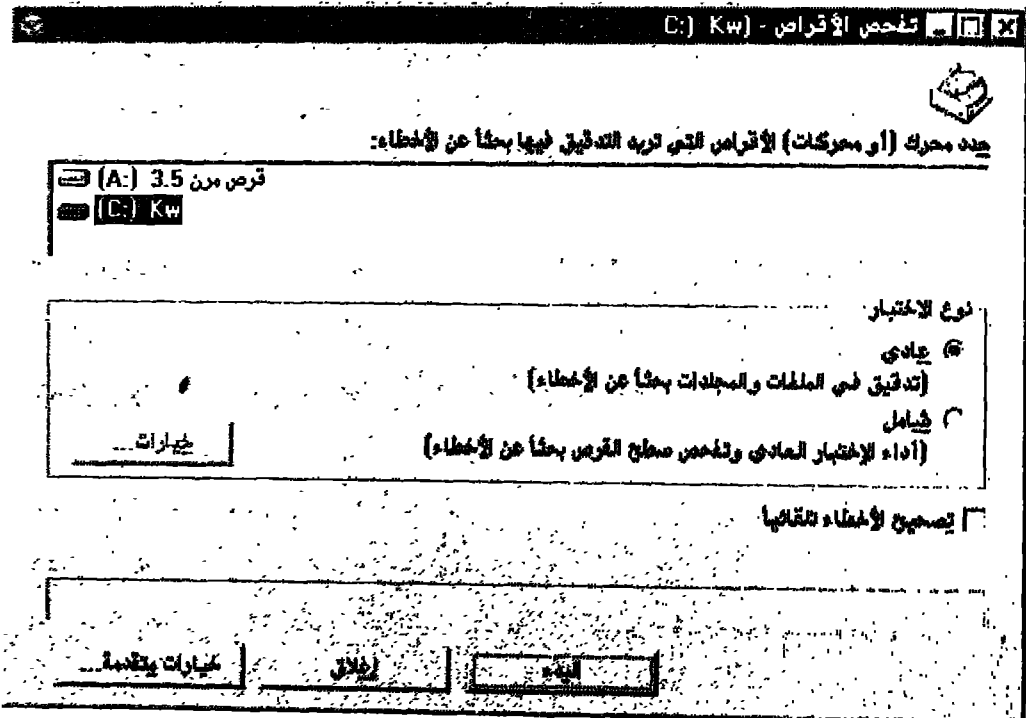 تفحص الأقراص - (C:) Kw
حدد محرك (أو محركات) الأقراص التي تريد التدقيق فيها بحثاً عن الأخطاء:
قرص مرن 3.5 (A:)
(C:) Kw
نوع الاختبار
عادي
(تدقيق في الملفات والمجلدات بحثاً عن الأخطاء)
شامل
(أداء الإختبار العادي وتفحص سطح القرص بحثاً عن الأخطاء)
خيارات...
تصحيح الأخطاء تلقائياً
البدء
إغلاق
خيارات متقدمة...